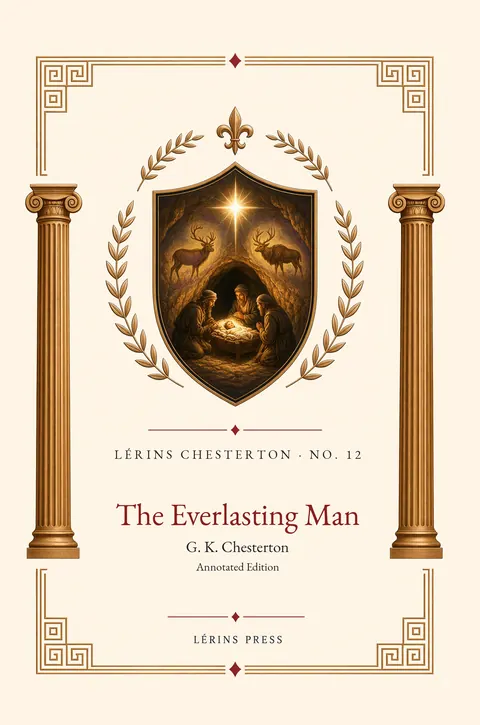 LÉRINS CHESTERTON · NO. 12
The Everlasting Man
G. K. Chesterton
Annotated Edition
LÉRINS PRESS